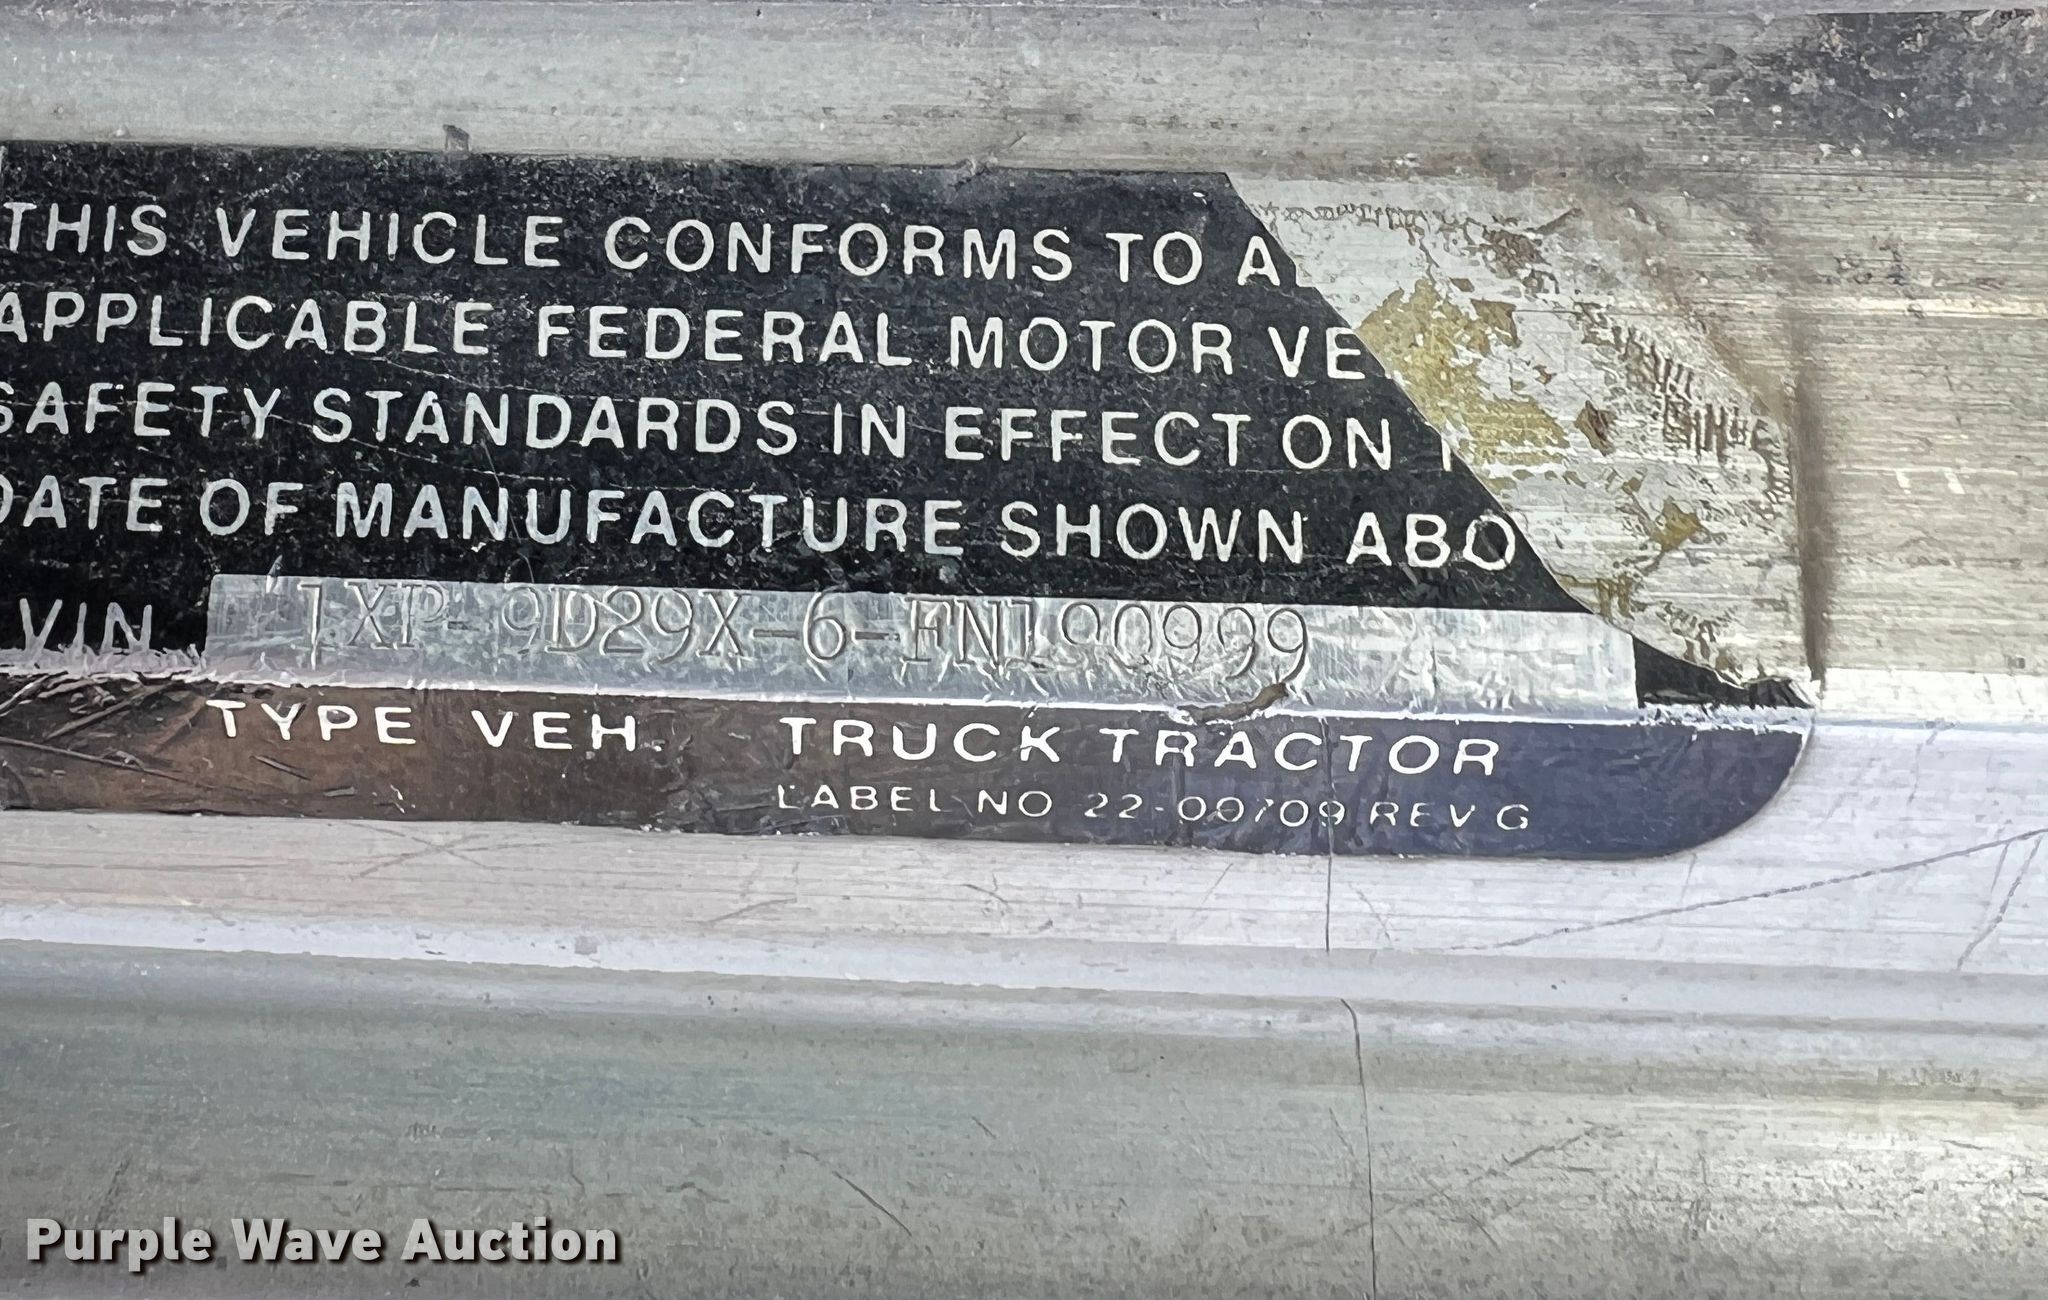 THIS VEHICLE CONFORMS TO A
APPLICABLE FEDERAL MOTOR VE
SAFETY STANDARDS IN EFFECT ON T
DATE OF MANUFACTURE SHOWN ABO
VIN 1XP-9D29X-6-FN190999
TYPE VEH. TRUCK TRACTOR
LABEL NO 22-00709 REV G
Purple Wave Auction